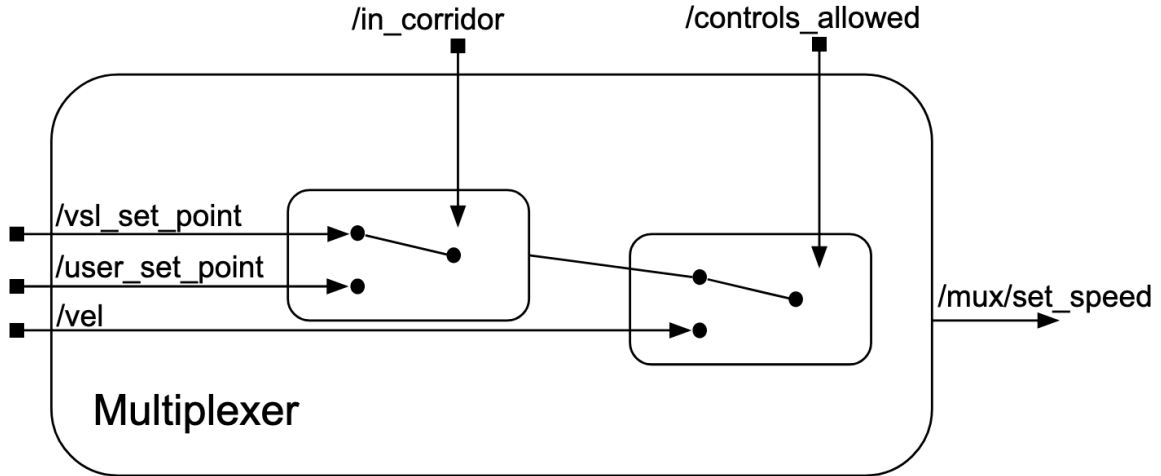 /in_corridor
/controls_allowed
/vsl_set_point
/user_set_point
/vel
/mux/set_speed
Multiplexer